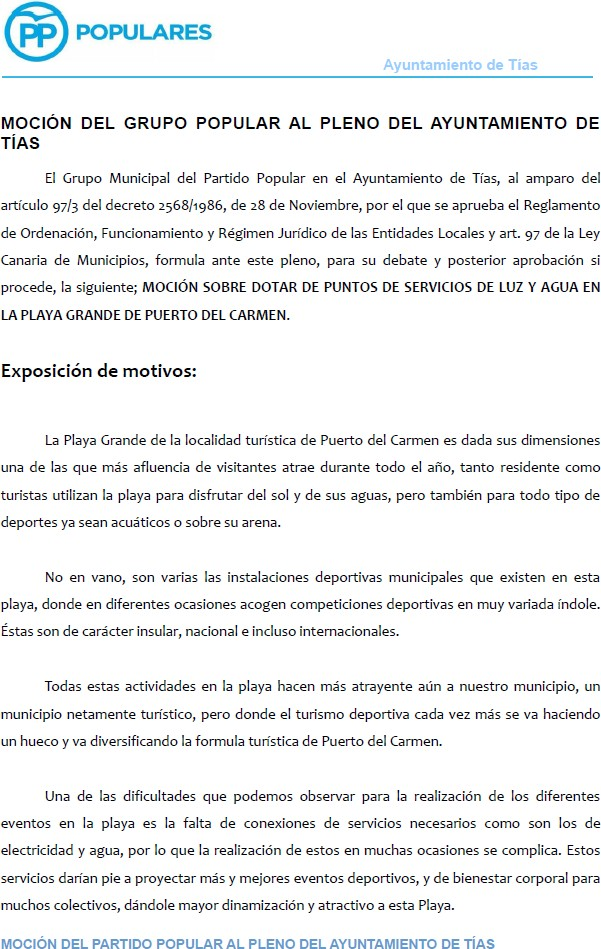 PP POPULARES
Ayuntamiento de Tías
MOCIÓN DEL GRUPO POPULAR AL PLENO DEL AYUNTAMIENTO DE
TÍAS
El Grupo Municipal del Partido Popular en el Ayuntamiento de Tías, al amparo del
artículo 97/3 del decreto 2568/1986, de 28 de Noviembre, por el que se aprueba el Reglamento
de Ordenación, Funcionamiento y Régimen Jurídico de las Entidades Locales y art. 97 de la Ley
Canaria de Municipios, formula ante este pleno, para su debate y posterior aprobación si
procede, la siguiente; MOCIÓN SOBRE DOTAR DE PUNTOS DE SERVICIOS DE LUZ Y AGUA EN
LA PLAYA GRANDE DE PUERTO DEL CARMEN.
Exposición de motivos:
La Playa Grande de la localidad turística de Puerto del Carmen es dada sus dimensiones
una de las que más afluencia de visitantes atrae durante todo el año, tanto residente como
turistas utilizan la playa para disfrutar del sol y de sus aguas, pero también para todo tipo de
deportes ya sean acuáticos o sobre su arena.
No en vano, son varias las instalaciones deportivas municipales que existen en esta
playa, donde en diferentes ocasiones acogen competiciones deportivas en muy variada índole.
Éstas son de carácter insular, nacional e incluso internacionales.
Todas estas actividades en la playa hacen más atrayente aún a nuestro municipio, un
municipio netamente turístico, pero donde el turismo deportiva cada vez más se va haciendo
un hueco y va diversificando la formula turística de Puerto del Carmen.
Una de las dificultades que podemos observar para la realización de los diferentes
eventos en la playa es la falta de conexiones de servicios necesarios como son los de
electricidad y agua, por lo que la realización de estos en muchas ocasiones se complica. Estos
servicios darían pie a proyectar más y mejores eventos deportivos, y de bienestar corporal para
muchos colectivos, dándole mayor dinamización y atractivo a esta Playa.
MOCIÓN DEL PARTIDO POPULAR AL PLENO DEL AYUNTAMIENTO DE TÍAS